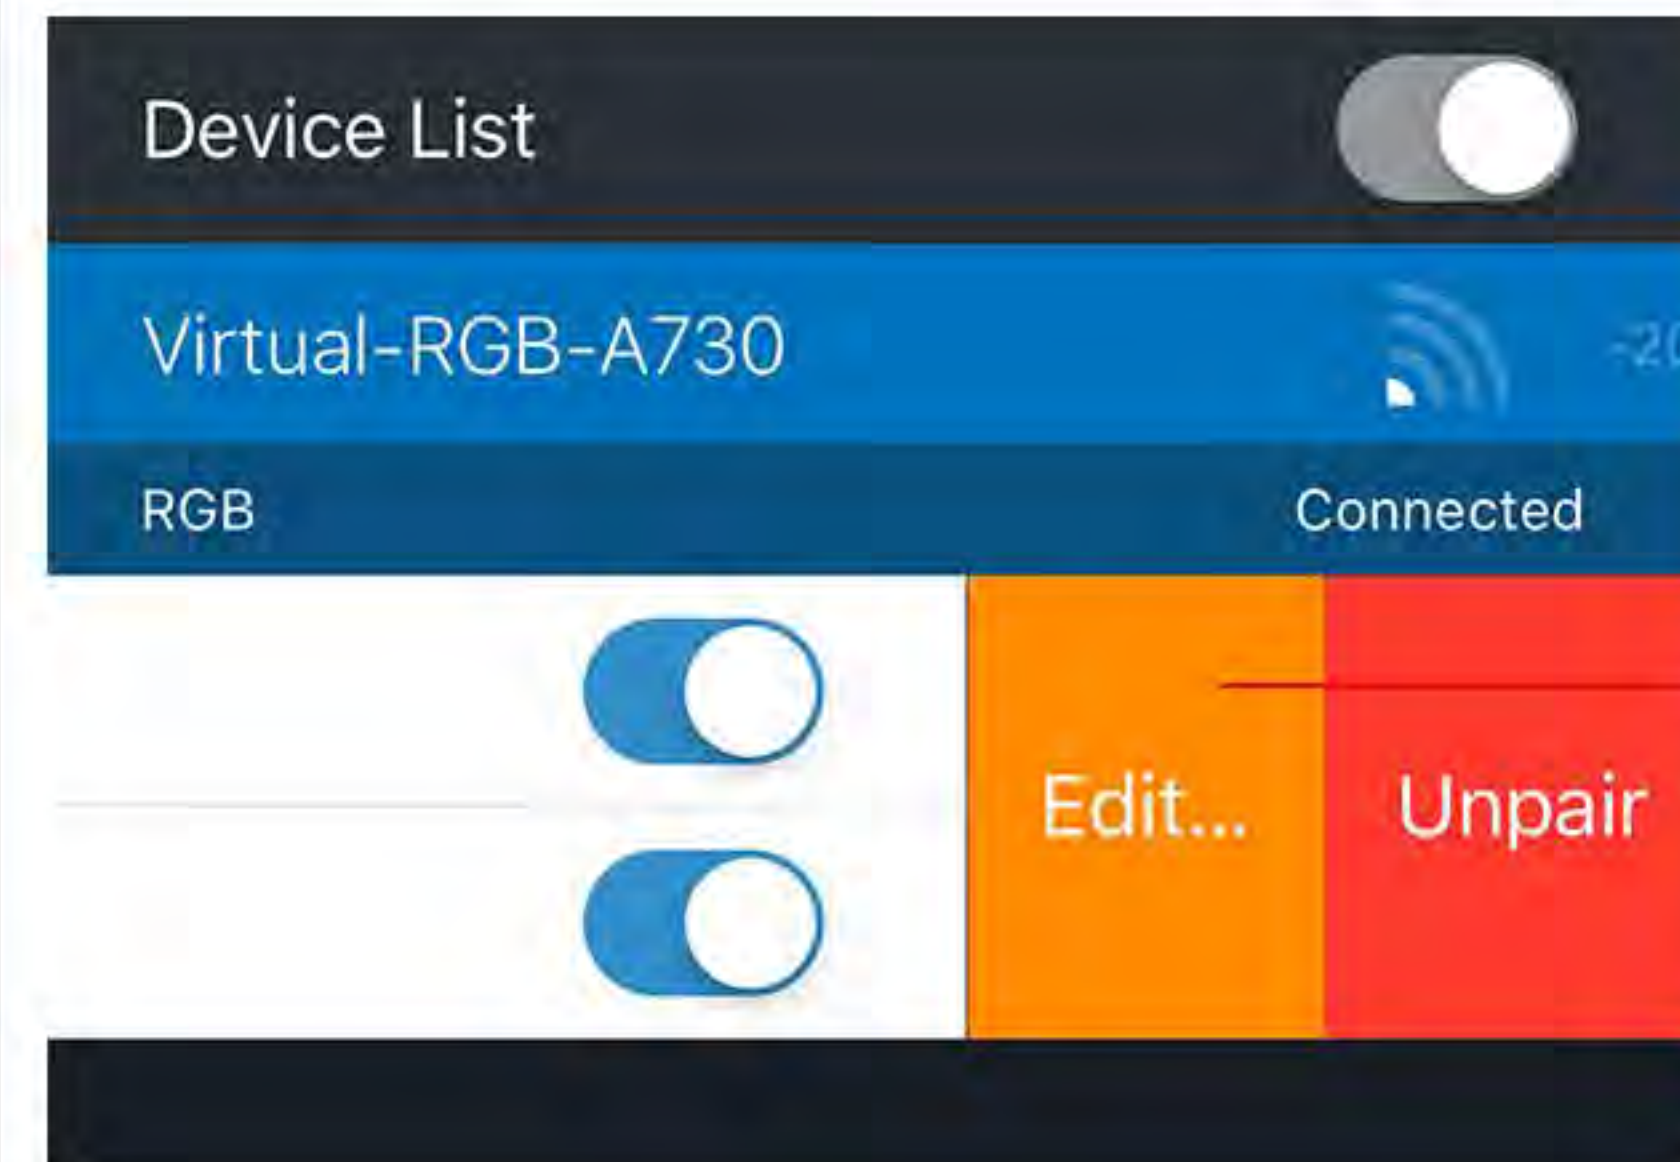 Device List
Virtual-RGB-A730
RGB
Connected
Edit...
Unpair